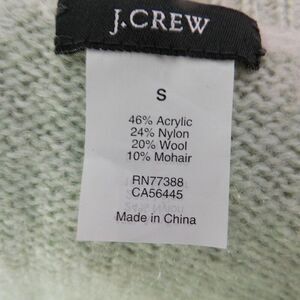 J.CREW
S
46% Acrylic
24% Nylon
20% Wool
10% Mohair
RN77388
CA56445
Made in China